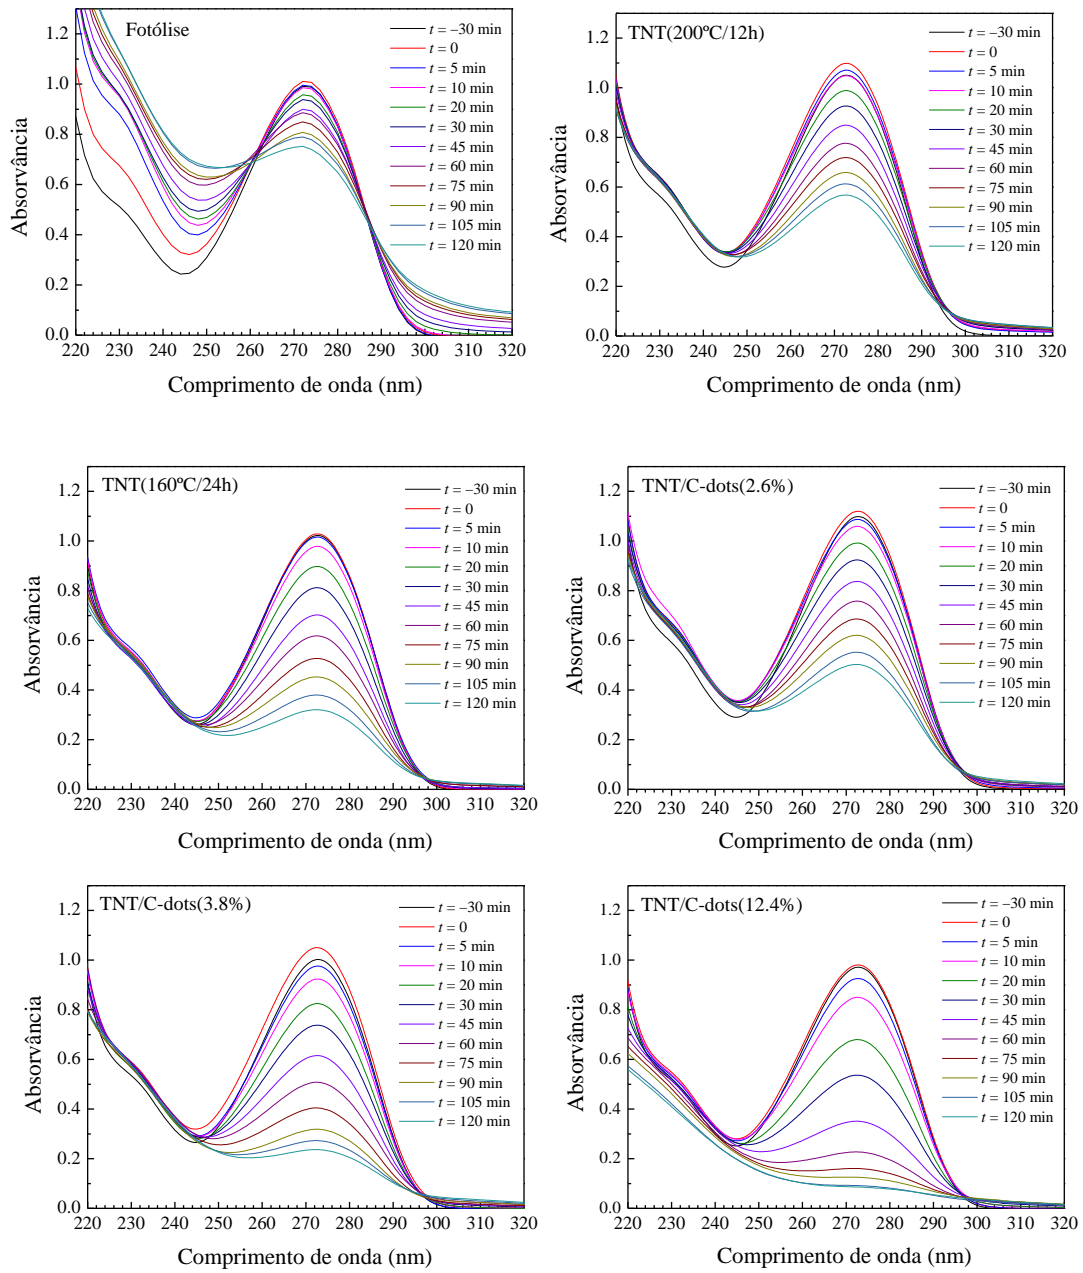 Fotólise
t = –30 min
t = 0
t = 5 min
t = 10 min
t = 20 min
t = 30 min
t = 45 min
t = 60 min
t = 75 min
t = 90 min
t = 105 min
t = 120 min
1.2
1.0
0.8
0.6
0.4
0.2
0.0
Absorvância
220 230 240 250 260 270 280 290 300 310 320
Comprimento de onda (nm)
TNT(200ºC/12h)
t = –30 min
t = 0
t = 5 min
t = 10 min
t = 20 min
t = 30 min
t = 45 min
t = 60 min
t = 75 min
t = 90 min
t = 105 min
t = 120 min
1.2
1.0
0.8
0.6
0.4
0.2
0.0
Absorvância
220 230 240 250 260 270 280 290 300 310 320
Comprimento de onda (nm)
TNT(160ºC/24h)
t = –30 min
t = 0
t = 5 min
t = 10 min
t = 20 min
t = 30 min
t = 45 min
t = 60 min
t = 75 min
t = 90 min
t = 105 min
t = 120 min
1.2
1.0
0.8
0.6
0.4
0.2
0.0
Absorvância
220 230 240 250 260 270 280 290 300 310 320
Comprimento de onda (nm)
TNT/C-dots(2.6%)
t = –30 min
t = 0
t = 5 min
t = 10 min
t = 20 min
t = 30 min
t = 45 min
t = 60 min
t = 75 min
t = 90 min
t = 105 min
t = 120 min
1.2
1.0
0.8
0.6
0.4
0.2
0.0
Absorvância
220 230 240 250 260 270 280 290 300 310 320
Comprimento de onda (nm)
TNT/C-dots(3.8%)
t = –30 min
t = 0
t = 5 min
t = 10 min
t = 20 min
t = 30 min
t = 45 min
t = 60 min
t = 75 min
t = 90 min
t = 105 min
t = 120 min
1.2
1.0
0.8
0.6
0.4
0.2
0.0
Absorvância
220 230 240 250 260 270 280 290 300 310 320
Comprimento de onda (nm)
TNT/C-dots(12.4%)
t = –30 min
t = 0
t = 5 min
t = 10 min
t = 20 min
t = 30 min
t = 45 min
t = 60 min
t = 75 min
t = 90 min
t = 105 min
t = 120 min
1.2
1.0
0.8
0.6
0.4
0.2
0.0
Absorvância
220 230 240 250 260 270 280 290 300 310 320
Comprimento de onda (nm)